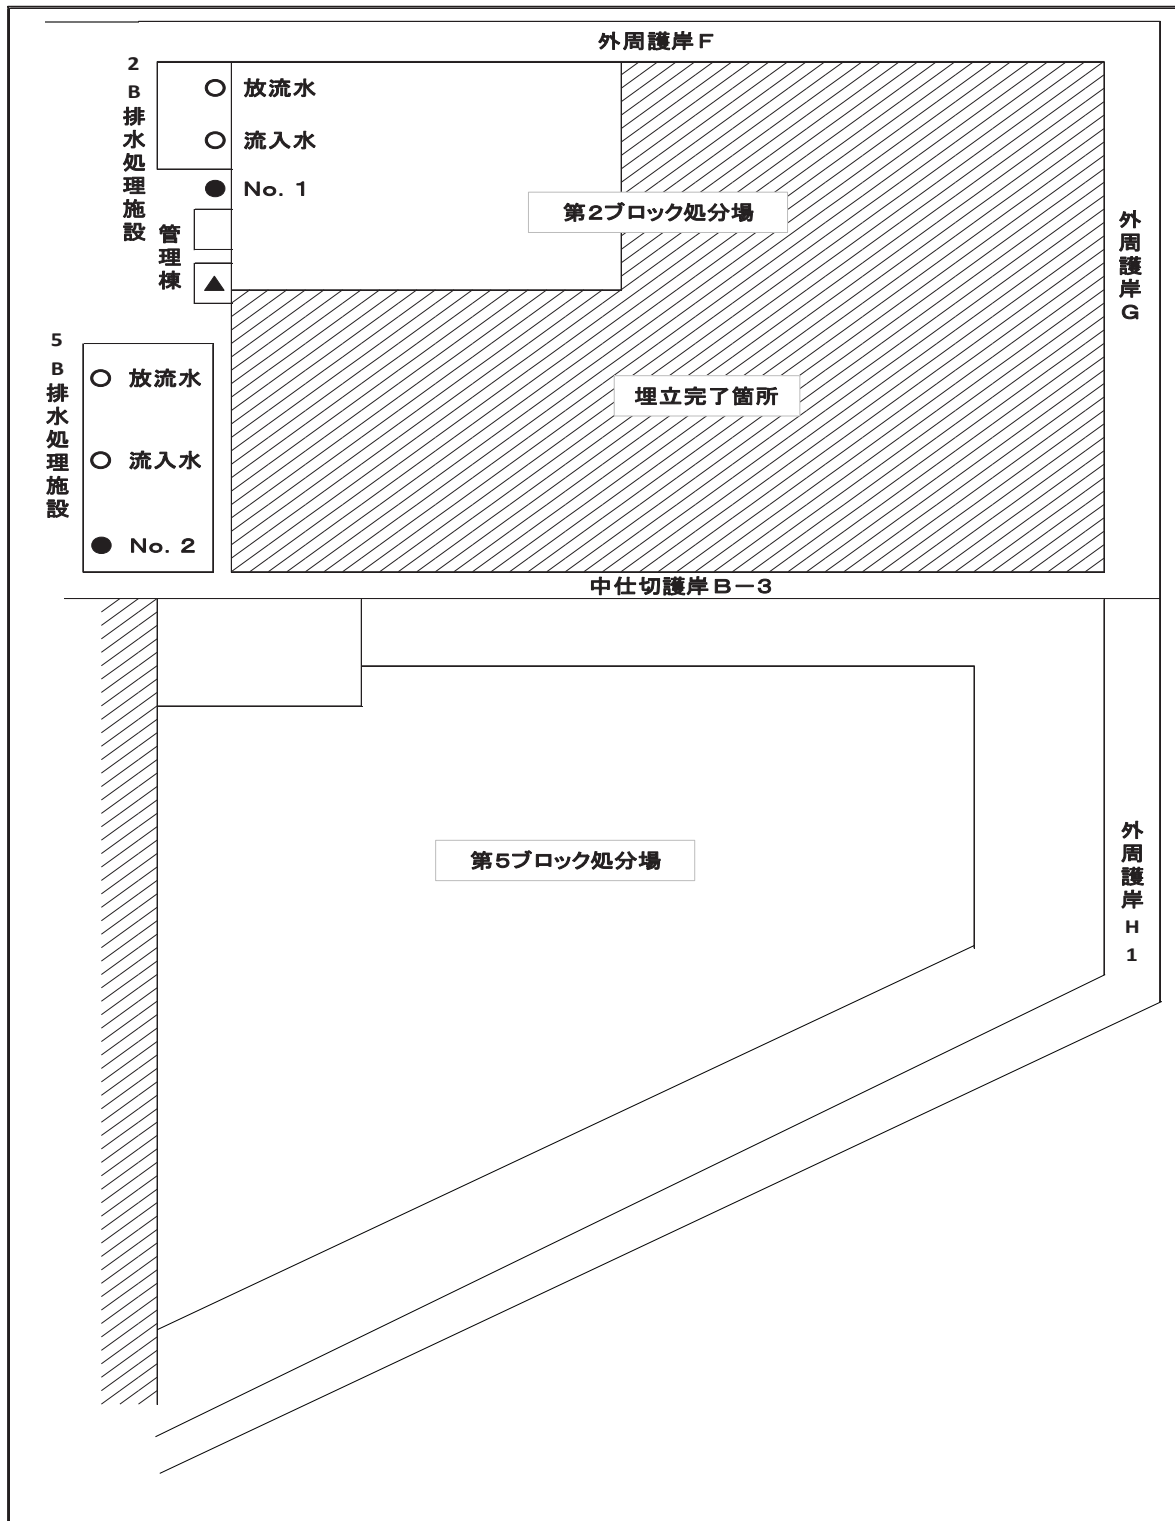 外周護岸F
2B排水処理施設
放流水
流入水
No. 1
第2ブロック処分場
管理棟
外周護岸G
5B排水処理施設
放流水
流入水
No. 2
埋立完了箇所
中仕切護岸B－3
第5ブロック処分場
外周護岸H1